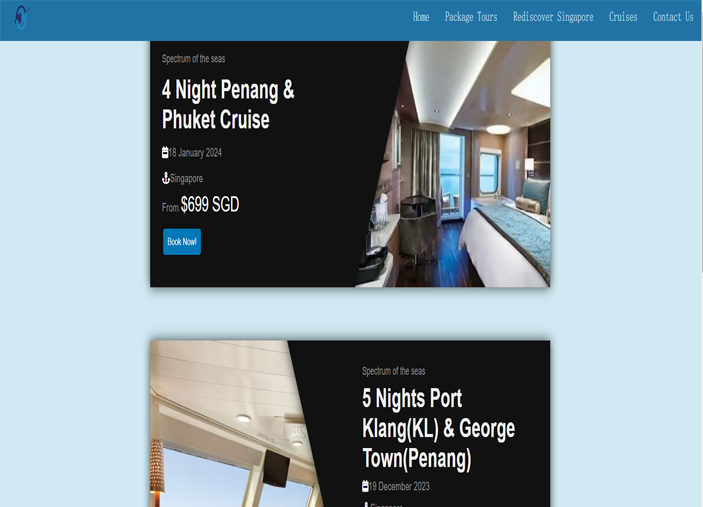 Home Package Tours Rediscover Singapore Cruises Contact Us
Spectrum of the seas
4 Night Penang &
Phuket Cruise
18 January 2024
Singapore
From $699 SGD
Book Now!
Spectrum of the seas
5 Nights Port
Klang(KL) & George
Town(Penang)
19 December 2023
Singapore